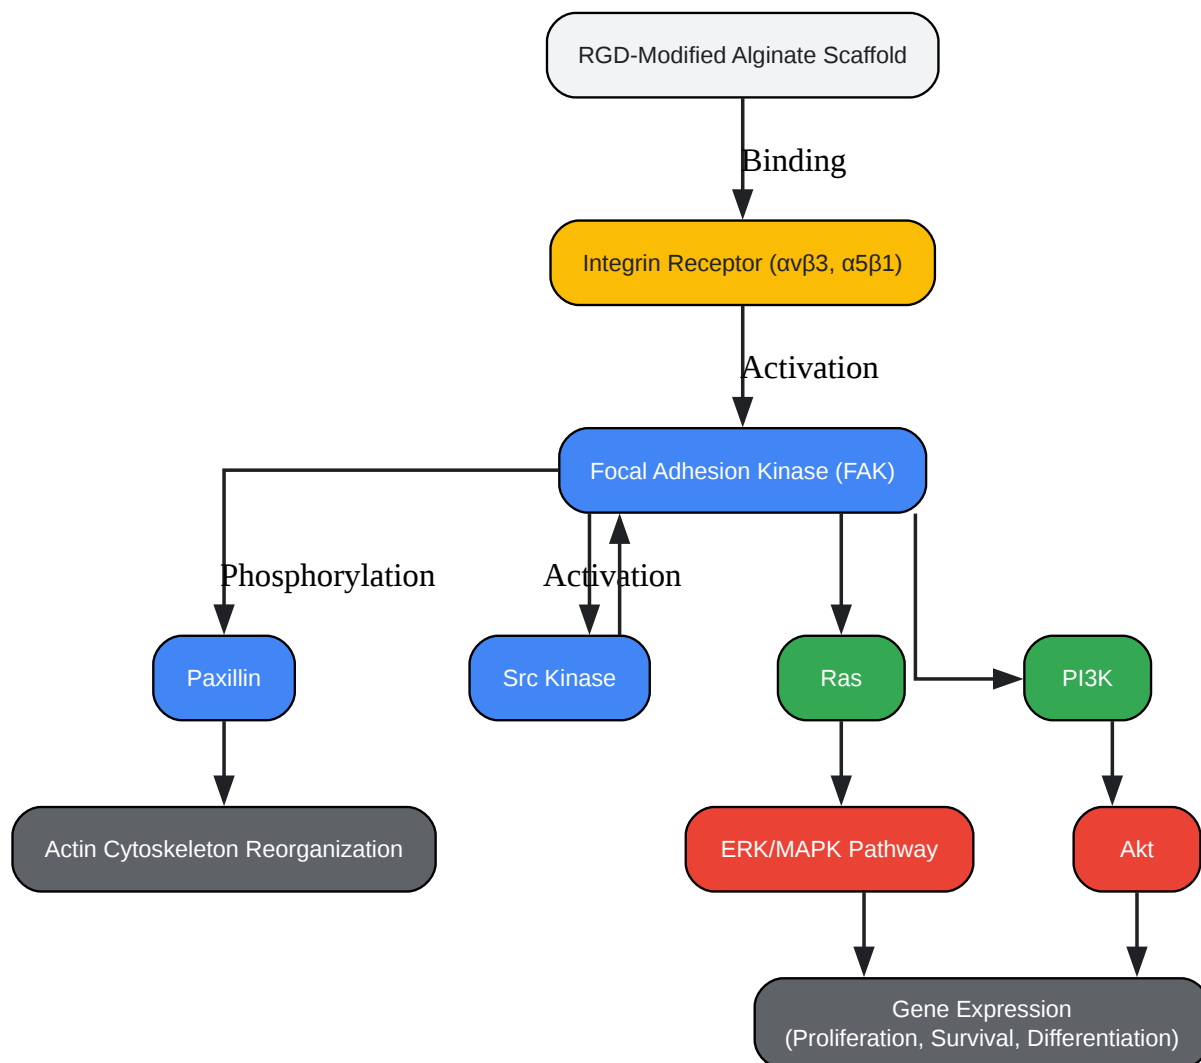 RGD-Modified Alginate Scaffold
Binding
Integrin Receptor (αvβ3, α5β1)
Activation
Focal Adhesion Kinase (FAK)
Phosphorylation
Activation
Paxillin
Src Kinase
Ras
PI3K
Actin Cytoskeleton Reorganization
ERK/MAPK Pathway
Akt
Gene Expression
(Proliferation, Survival, Differentiation)